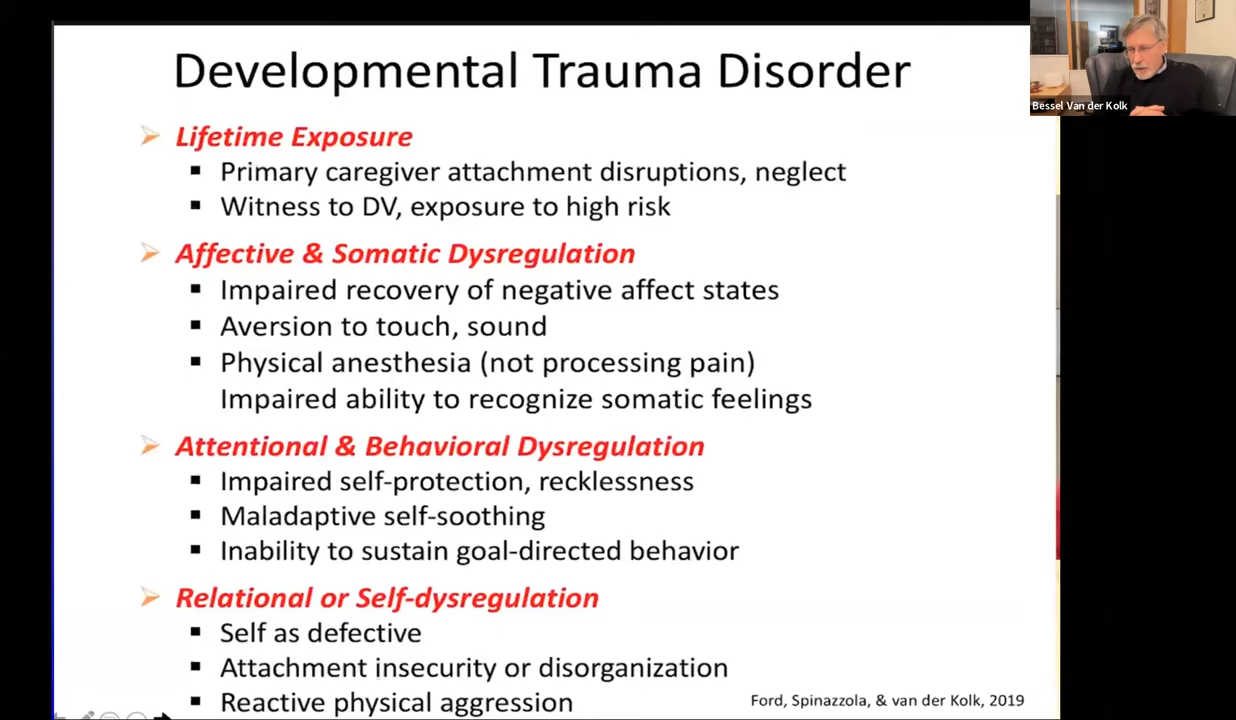 Developmental Trauma Disorder
Bessel Van der Kolk
Lifetime Exposure
Primary caregiver attachment disruptions, neglect
Witness to DV, exposure to high risk
Affective & Somatic Dysregulation
Impaired recovery of negative affect states
Aversion to touch, sound
Physical anesthesia (not processing pain)
Impaired ability to recognize somatic feelings
Attentional & Behavioral Dysregulation
Impaired self-protection, recklessness
Maladaptive self-soothing
Inability to sustain goal-directed behavior
Relational or Self-dysregulation
Self as defective
Attachment insecurity or disorganization
Reactive physical aggression
Ford, Spinazzola, & van der Kolk, 2019